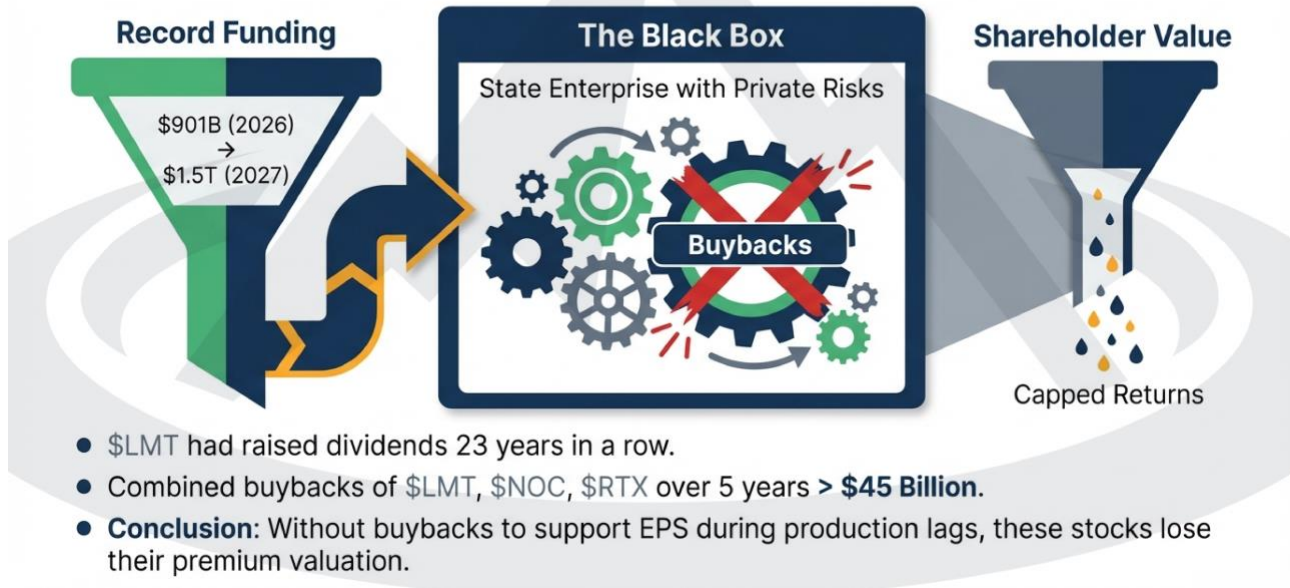 Record Funding
$901B (2026)
→
$1.5T (2027)
The Black Box
State Enterprise with Private Risks
Buybacks
Shareholder Value
Capped Returns
• $LMT had raised dividends 23 years in a row.
• Combined buybacks of $LMT, $NOC, $RTX over 5 years > $45 Billion.
• Conclusion: Without buybacks to support EPS during production lags, these stocks lose
their premium valuation.